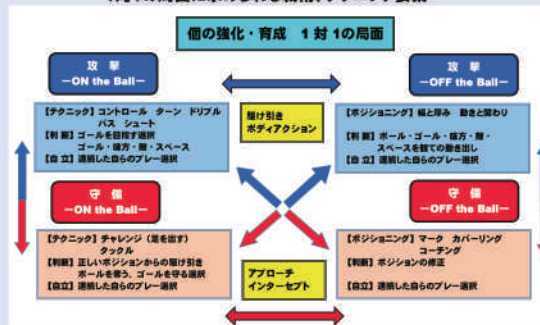 個の強化・育成 1対1の局面
攻 撃
－ON the Ball－
攻 撃
－OFF the Ball－
【テクニック】コントロール ターン ドリブル
パス シュート
【判 断】ゴールを目指す選択
ゴール・味方・敵・スペース
【自 立】連続した自らのプレー選択
駆け引き
ボディアクション
【ポジショニング】幅と厚み 動きと関わり
【判 断】ボール・ゴール・味方・敵・
スペースを観ての動き出し
【自 立】連続した自らのプレー選択
守 備
－ON the Ball－
守 備
－OFF the Ball－
【テクニック】チャレンジ（足を出す）
タックル
【判断】正しいポジションからの駆け引き
ボールを奪う、ゴールを守る選択
【自立】連続した自らのプレー選択
アプローチ
インターセプト
【ポジショニング】マーク カバーリング
コーチング
【判断】ポジションの修正
【自立】連続した自らのプレー選択